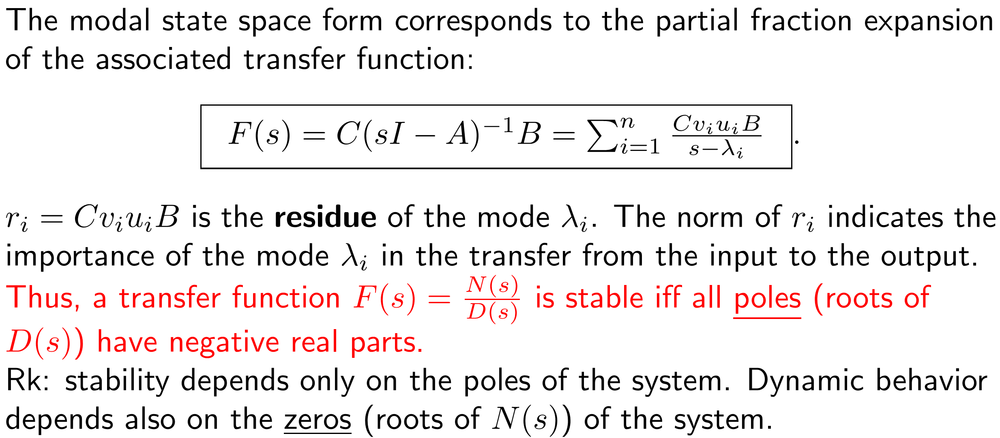 The modal state space form corresponds to the partial fraction expansion
of the associated transfer function:
$F(s) = C(sI - A)^{-1}B = \sum_{i=1}^{n} \frac{Cv_iu_iB}{s-\lambda_i}$.
$r_i = Cv_iu_iB$ is the residue of the mode $\lambda_i$. The norm of $r_i$ indicates the
importance of the mode $\lambda_i$ in the transfer from the input to the output.
Thus, a transfer function $F(s) = \frac{N(s)}{D(s)}$ is stable iff all poles (roots of
$D(s)$) have negative real parts.
Rk: stability depends only on the poles of the system. Dynamic behavior
depends also on the zeros (roots of $N(s)$) of the system.